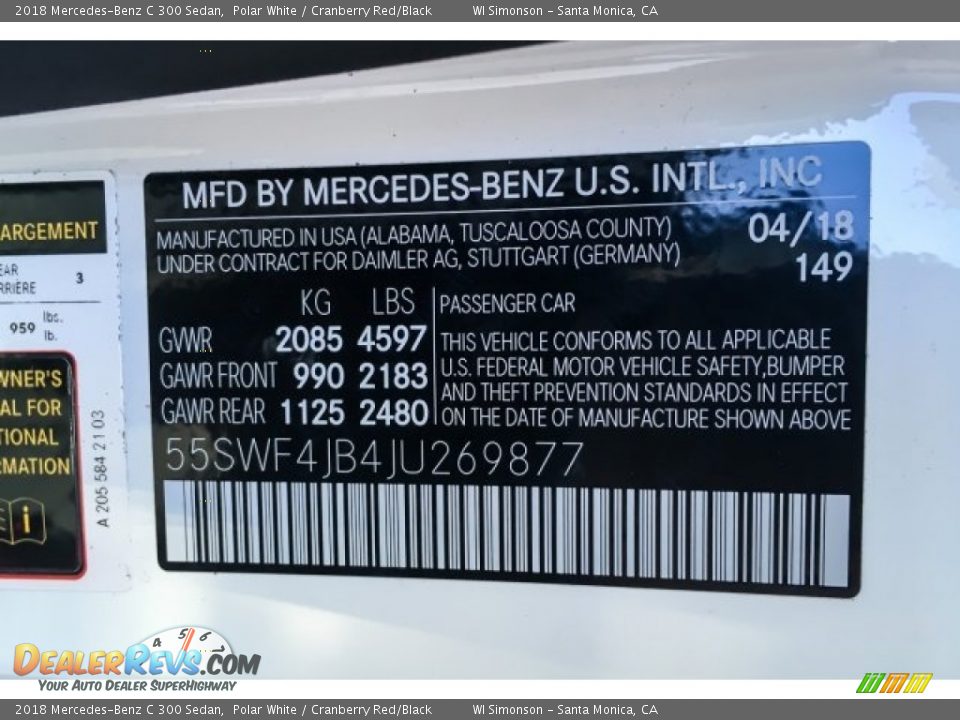 2018 Mercedes-Benz C 300 Sedan, Polar White / Cranberry Red/Black WI Simonson - Santa Monica, CA
MFD BY MERCEDES-BENZ U.S. INTL., INC
MANUFACTURED IN USA (ALABAMA, TUSCALOOSA COUNTY) 04/18
UNDER CONTRACT FOR DAIMLER AG, STUTTGART (GERMANY) 149
KG LBS PASSENGER CAR
GVWR 2085 4597 THIS VEHICLE CONFORMS TO ALL APPLICABLE
GAWR FRONT 990 2183 U.S. FEDERAL MOTOR VEHICLE SAFETY,BUMPER
GAWR REAR 1125 2480 AND THEFT PREVENTION STANDARDS IN EFFECT
ON THE DATE OF MANUFACTURE SHOWN ABOVE
55SWF4JB4JU269877
ARGEMENT
EAR 3
RRIÈRE
959 lbs.
lb.
WNER'S
AL FOR
TIONAL
RMATION
i
A 205 584 21 03
4 5 6 7
DealerRevs.com
Your Auto Dealer SuperHighway
2018 Mercedes-Benz C 300 Sedan, Polar White / Cranberry Red/Black WI Simonson - Santa Monica, CA